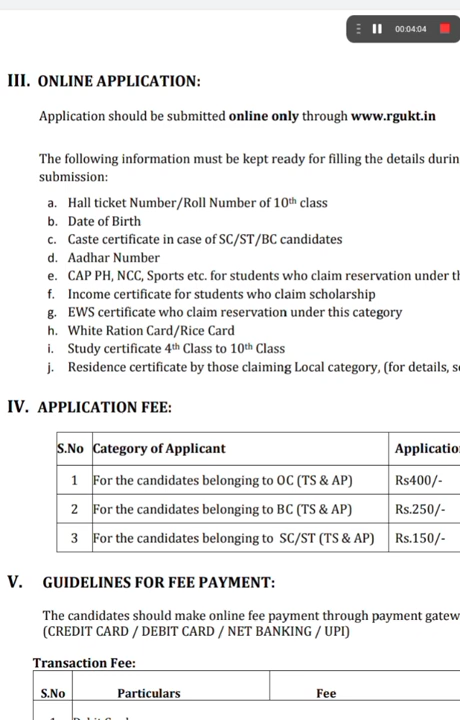 00:04:04
III. ONLINE APPLICATION:
Application should be submitted online only through www.rgukt.in
The following information must be kept ready for filling the details durin
submission:
a. Hall ticket Number/Roll Number of 10th class
b. Date of Birth
c. Caste certificate in case of SC/ST/BC candidates
d. Aadhar Number
e. CAP PH, NCC, Sports etc. for students who claim reservation under th
f. Income certificate for students who claim scholarship
g. EWS certificate who claim reservation under this category
h. White Ration Card/Rice Card
i. Study certificate 4th Class to 10th Class
j. Residence certificate by those claiming Local category, (for details, s
IV. APPLICATION FEE:
S.No Category of Applicant Applicatio
1 For the candidates belonging to OC (TS & AP) Rs400/-
2 For the candidates belonging to BC (TS & AP) Rs.250/-
3 For the candidates belonging to SC/ST (TS & AP) Rs.150/-
V. GUIDELINES FOR FEE PAYMENT:
The candidates should make online fee payment through payment gatew
(CREDIT CARD / DEBIT CARD / NET BANKING / UPI)
Transaction Fee:
S.No Particulars Fee